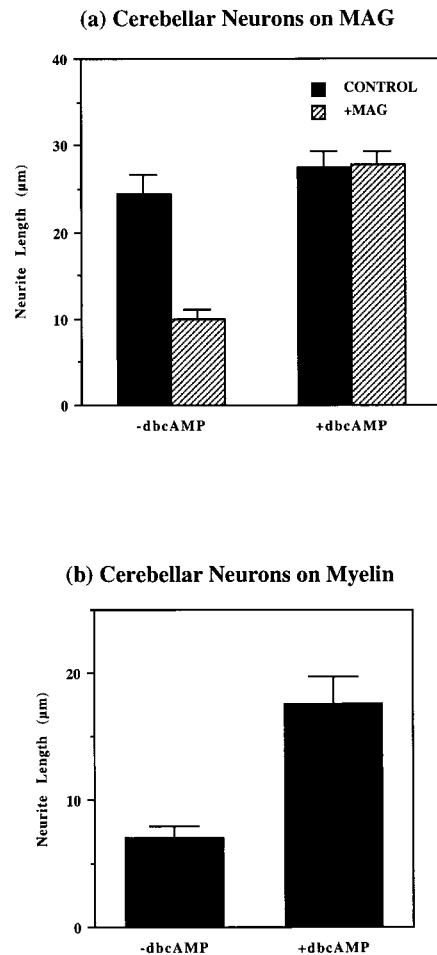 (a) Cerebellar Neurons on MAG
40
30
20
10
0
Neurite Length (μm)
CONTROL
+MAG
-dbcAMP +dbcAMP
(b) Cerebellar Neurons on Myelin
20
10
0
Neurite Length (μm)
-dbcAMP +dbcAMP